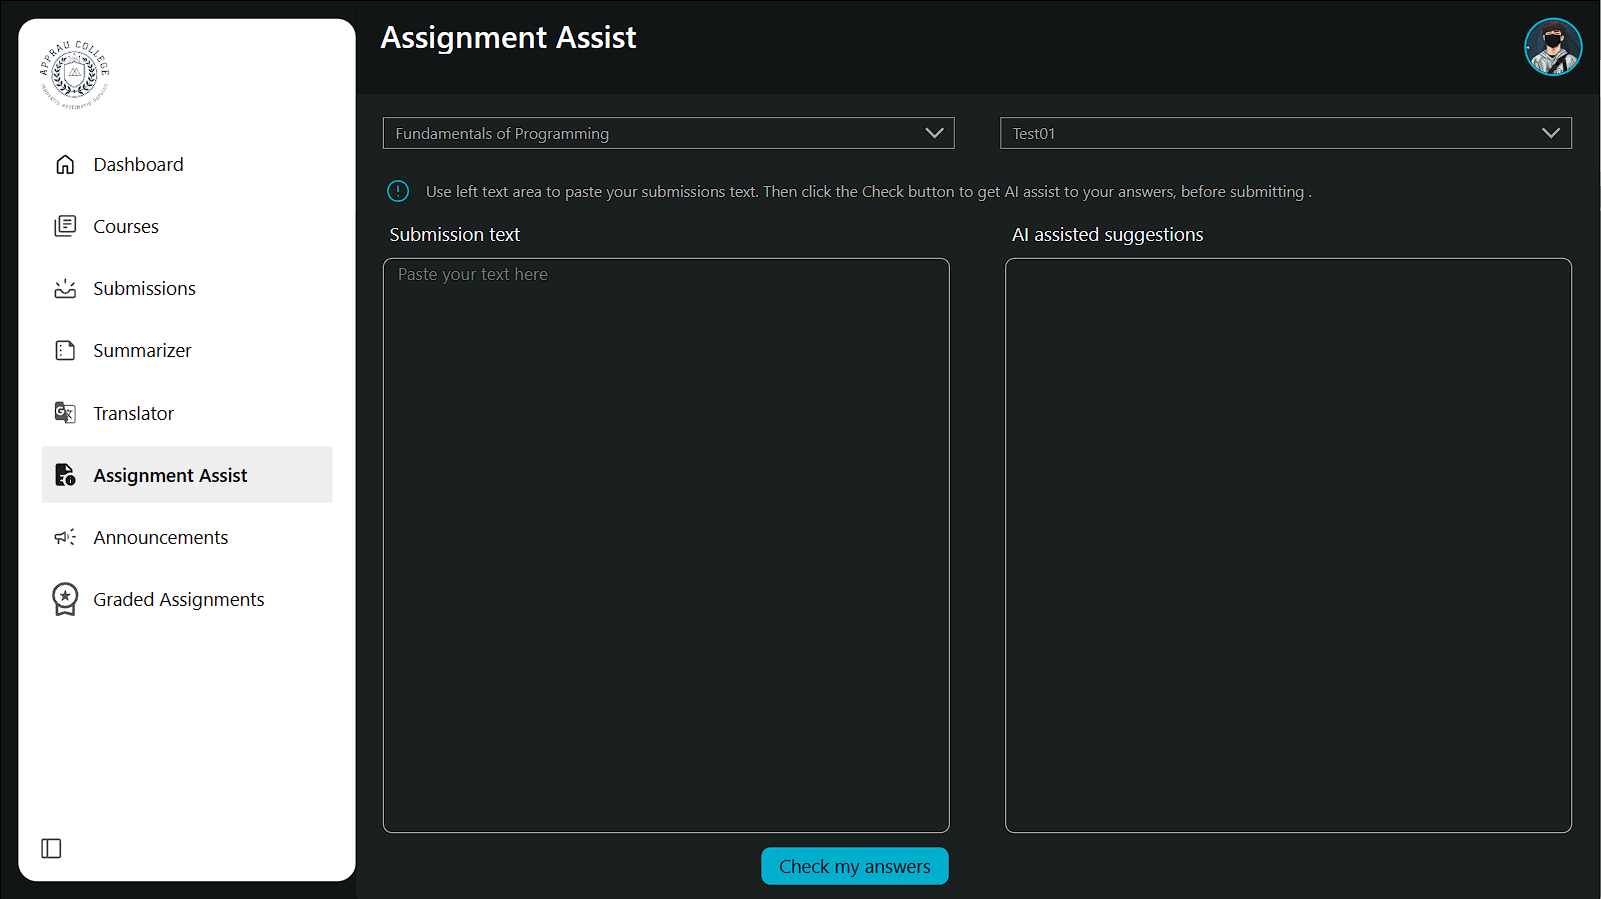 APPRAU COLLEGE
Assignment Assist
Dashboard
Courses
Submissions
Summarizer
Translator
Assignment Assist
Announcements
Graded Assignments
Fundamentals of Programming
Test01
Use left text area to paste your submissions text. Then click the Check button to get AI assist to your answers, before submitting .
Submission text
AI assisted suggestions
Paste your text here
Check my answers